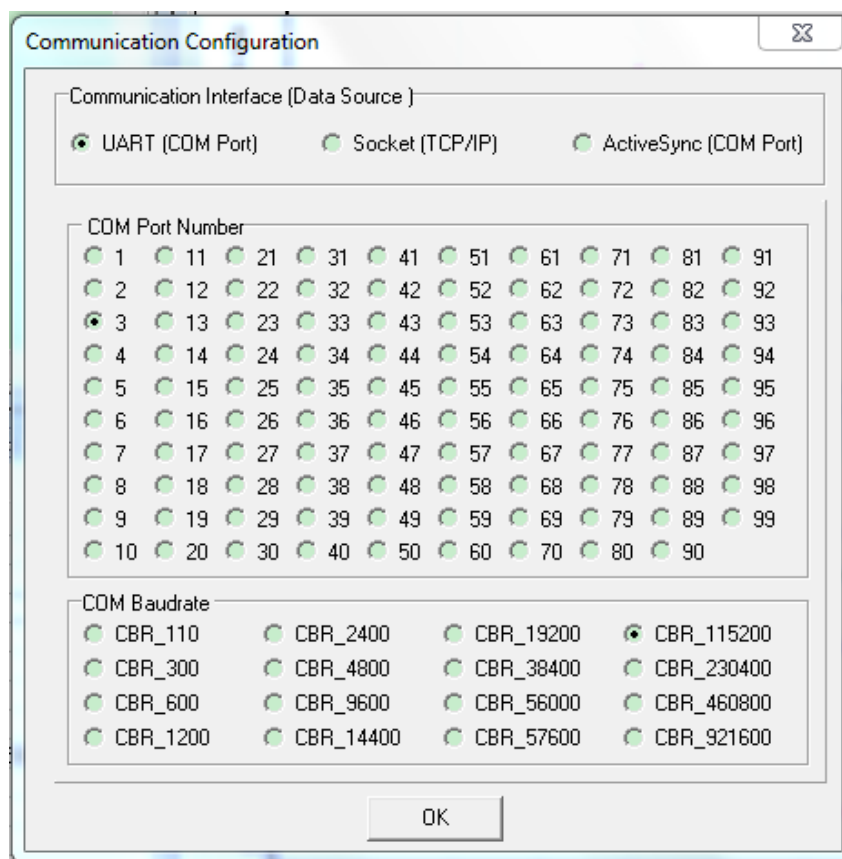 Communication Configuration
Communication Interface (Data Source )
UART (COM Port) Socket (TCP/IP) ActiveSync (COM Port)
COM Port Number
1 11 21 31 41 51 61 71 81 91
2 12 22 32 42 52 62 72 82 92
3 13 23 33 43 53 63 73 83 93
4 14 24 34 44 54 64 74 84 94
5 15 25 35 45 55 65 75 85 95
6 16 26 36 46 56 66 76 86 96
7 17 27 37 47 57 67 77 87 97
8 18 28 38 48 58 68 78 88 98
9 19 29 39 49 59 69 79 89 99
10 20 30 40 50 60 70 80 90
COM Baudrate
CBR_110 CBR_2400 CBR_19200 CBR_115200
CBR_300 CBR_4800 CBR_38400 CBR_230400
CBR_600 CBR_9600 CBR_56000 CBR_460800
CBR_1200 CBR_14400 CBR_57600 CBR_921600
OK